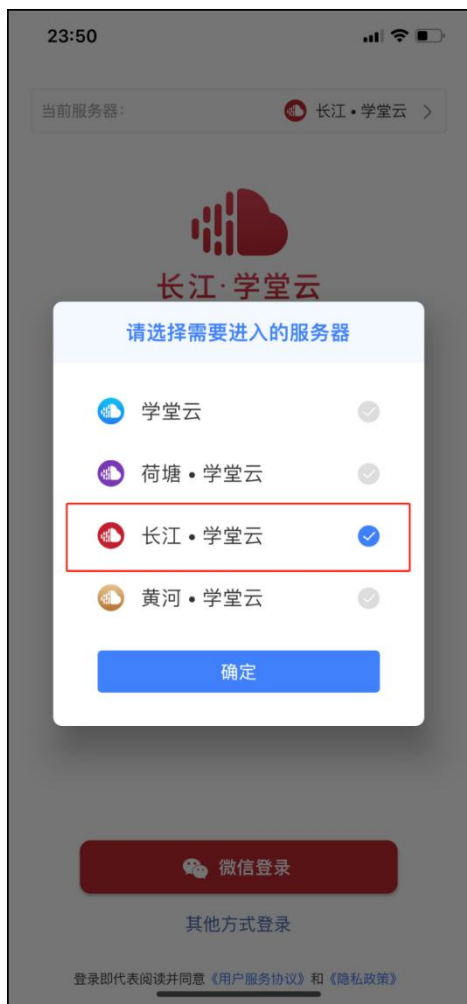 23:50
当前服务器： 长江•学堂云
长江·学堂云
请选择需要进入的服务器
学堂云
荷塘•学堂云
长江•学堂云
黄河•学堂云
确定
微信登录
其他方式登录
登录即代表阅读并同意《用户服务协议》和《隐私政策》